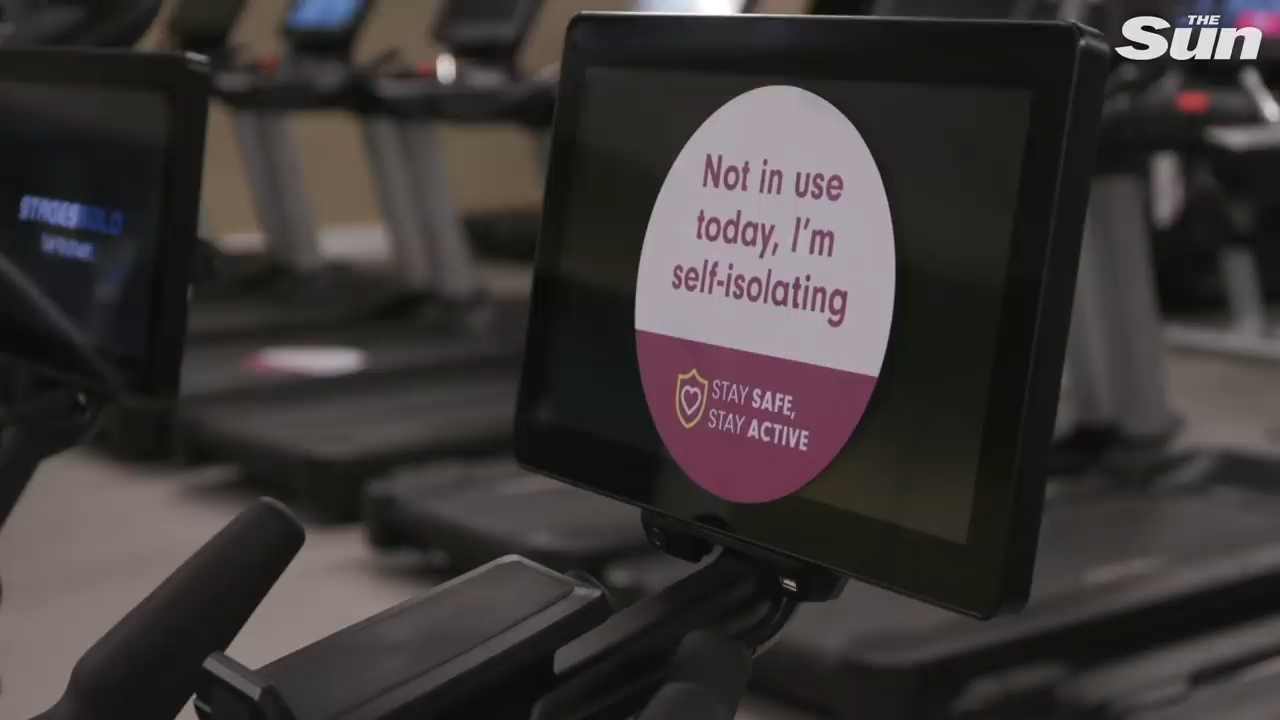 THE
Sun
Not in use
today, I'm
self-isolating
STAY SAFE,
STAY ACTIVE